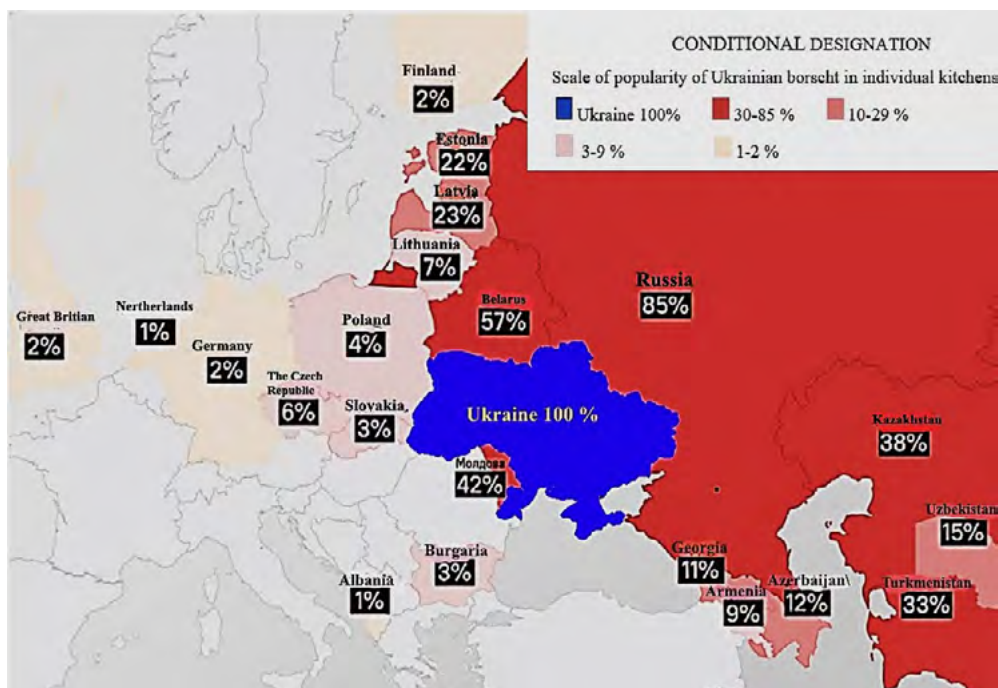 CONDITIONAL DESIGNATION
Scale of popularity of Ukrainian borscht in individual kitchens
Ukraine 100%
30-85 %
10-29 %
3-9 %
1-2 %
Finland
2%
Estonia
22%
Latvia
23%
Lithuania
7%
Russia
85%
Belarus
57%
Great Britian
2%
Nertherlands
1%
Germany
2%
Poland
4%
The Czech
Republic
6%
Slovakia
3%
Ukraine 100 %
Kazakhstan
38%
Молдова
42%
Uzbekistan
15%
Burgaria
3%
Albania
1%
Georgia
11%
Armenia
9%
Azerbaijan\
12%
Turkmenistan
33%